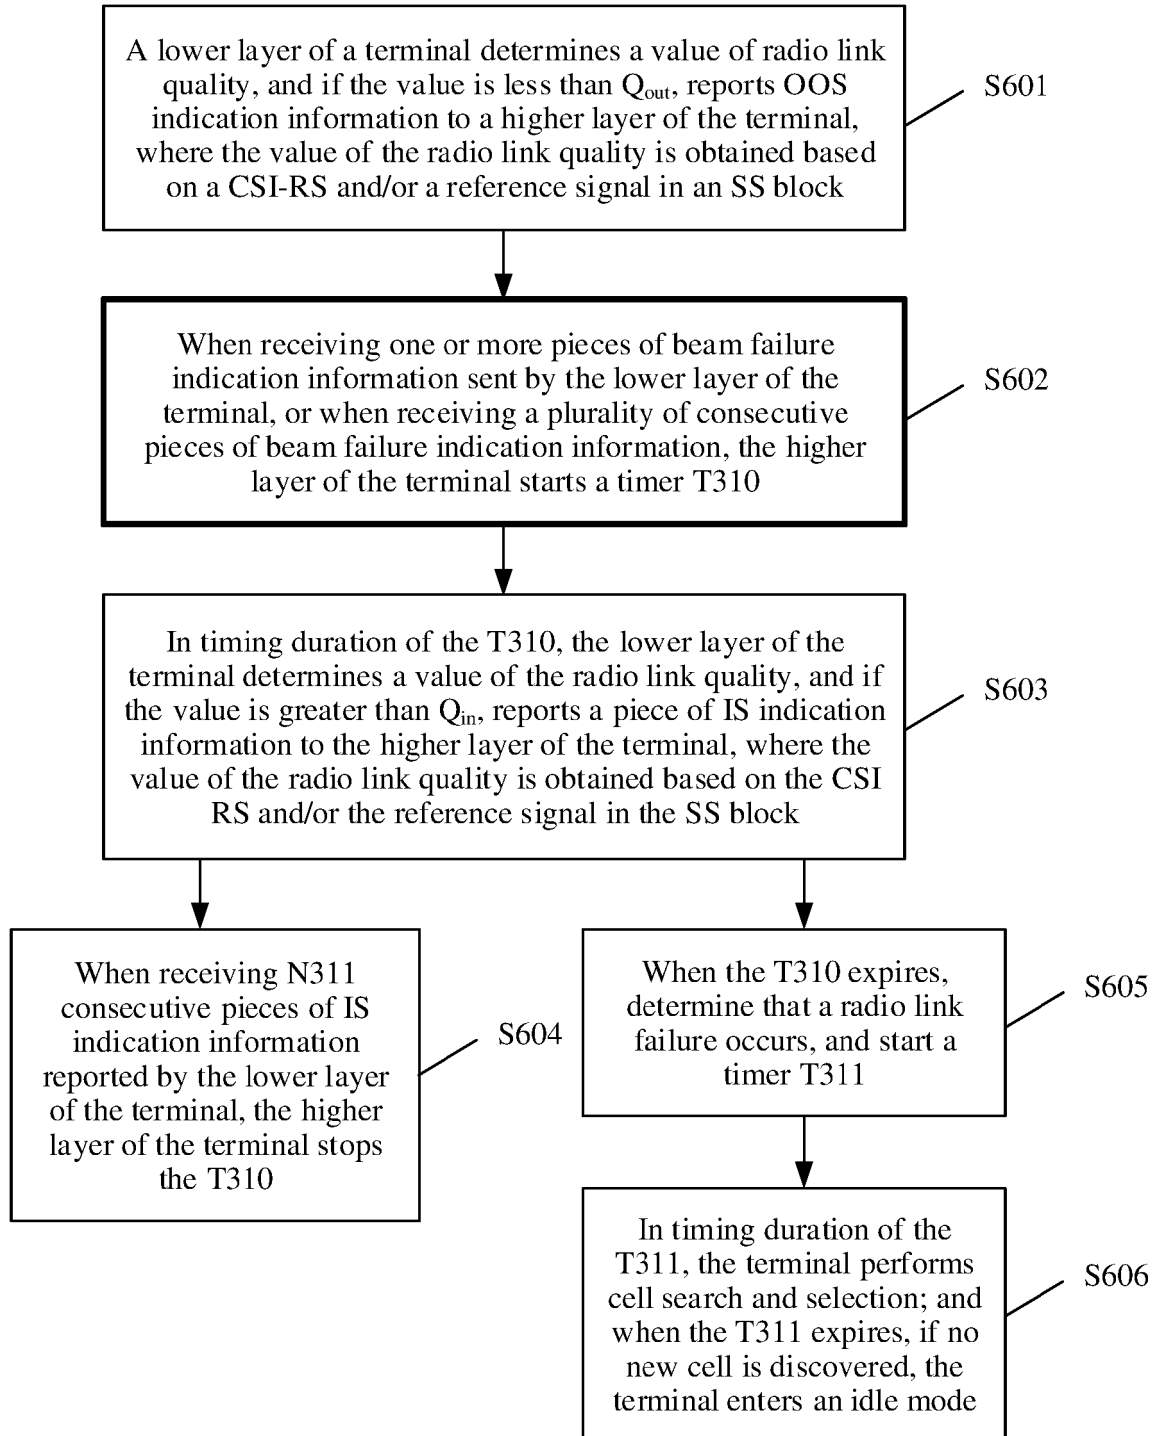 A lower layer of a terminal determines a value of radio link
quality, and if the value is less than Qout, reports OOS
indication information to a higher layer of the terminal,
where the value of the radio link quality is obtained based
on a CSI-RS and/or a reference signal in an SS block
S601
When receiving one or more pieces of beam failure
indication information sent by the lower layer of the
terminal, or when receiving a plurality of consecutive
pieces of beam failure indication information, the higher
layer of the terminal starts a timer T310
S602
In timing duration of the T310, the lower layer of the
terminal determines a value of the radio link quality, and if
the value is greater than Qin, reports a piece of IS indication
information to the higher layer of the terminal, where the
value of the radio link quality is obtained based on the CSI
RS and/or the reference signal in the SS block
S603
When receiving N311
consecutive pieces of IS
indication information
reported by the lower layer
of the terminal, the higher
layer of the terminal stops
the T310
S604
When the T310 expires,
determine that a radio link
failure occurs, and start a
timer T311
S605
In timing duration of the
T311, the terminal performs
cell search and selection; and
when the T311 expires, if no
new cell is discovered, the
terminal enters an idle mode
S606